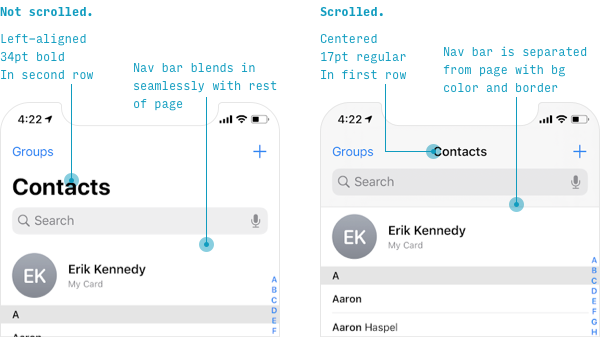 Not scrolled.
Left-aligned
34pt bold
In second row
Nav bar blends in
seamlessly with rest
of page
4:22
Groups
+
Contacts
Search
EK
Erik Kennedy
My Card
A
Aaron
A
B
C
D
E
F
Scrolled.
Centered
17pt regular
In first row
Nav bar is separated
from page with bg
color and border
4:22
Groups
Contacts
+
Search
EK
Erik Kennedy
My Card
A
Aaron
Aaron Haspel
A
B
C
D
E
F
G
H